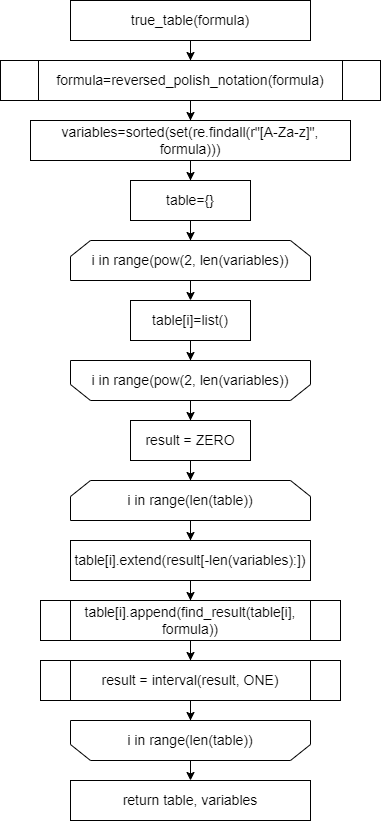 true_table(formula)
formula=reversed_polish_notation(formula)
variables=sorted(set(re.findall(r"[A-Za-z]",
formula)))
table={}
i in range(pow(2, len(variables))
table[i]=list()
i in range(pow(2, len(variables))
result = ZERO
i in range(len(table))
table[i].extend(result[-len(variables):])
table[i].append(find_result(table[i],
formula))
result = interval(result, ONE)
i in range(len(table))
return table, variables